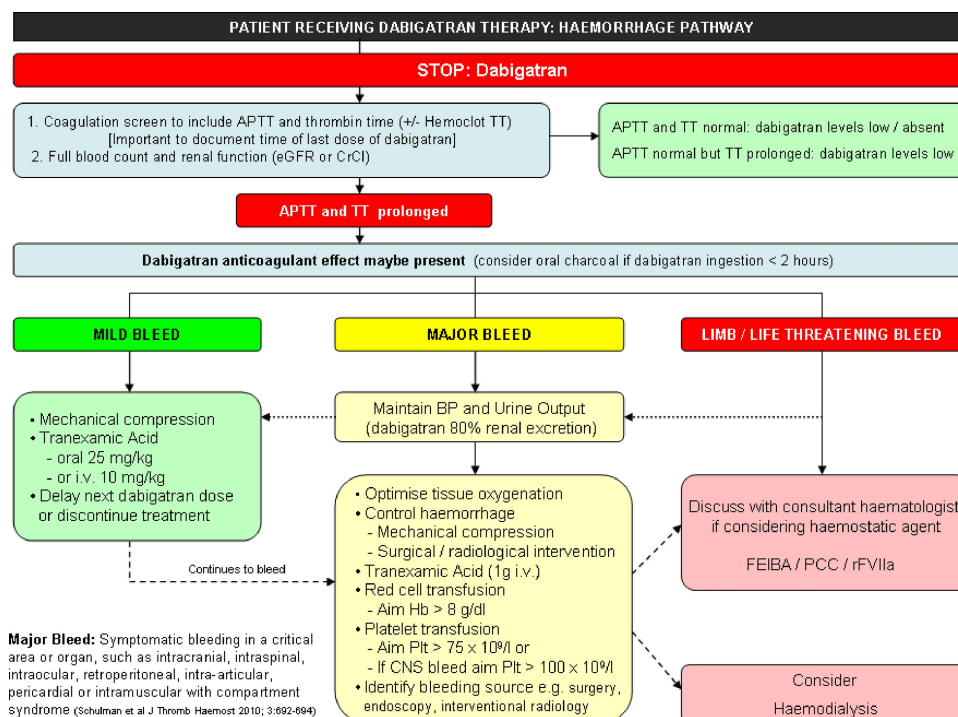 PATIENT RECEIVING DABIGATRAN THERAPY: HAEMORRHAGE PATHWAY
STOP: Dabigatran
1. Coagulation screen to include APTT and thrombin time (+/- Hemoclot TT)
[Important to document time of last dose of dabigatran]
2. Full blood count and renal function (eGFR or CrCl)
APTT and TT normal: dabigatran levels low / absent
APTT normal but TT prolonged: dabigatran levels low
APTT and TT prolonged
Dabigatran anticoagulant effect maybe present (consider oral charcoal if dabigatran ingestion < 2 hours)
MILD BLEED
MAJOR BLEED
LIMB / LIFE THREATENING BLEED
• Mechanical compression
• Tranexamic Acid
- oral 25 mg/kg
- or i.v. 10 mg/kg
• Delay next dabigatran dose
or discontinue treatment
Maintain BP and Urine Output
(dabigatran 80% renal excretion)
Continues to bleed
• Optimise tissue oxygenation
• Control haemorrhage
- Mechanical compression
- Surgical / radiological intervention
• Tranexamic Acid (1g i.v.)
• Red cell transfusion
- Aim Hb > 8 g/dl
• Platelet transfusion
- Aim Plt > 75 x 10⁹/l or
- If CNS bleed aim Plt > 100 x 10⁹/l
• Identify bleeding source e.g. surgery,
endoscopy, interventional radiology
Discuss with consultant haematologist
if considering haemostatic agent
FEIBA / PCC / rFVIIa
Consider
Haemodialysis
Major Bleed: Symptomatic bleeding in a critical
area or organ, such as intracranial, intraspinal,
intraocular, retroperitoneal, intra-articular,
pericardial or intramuscular with compartment
syndrome (Schulman et al J Thromb Haemost 2010; 3:692-694)